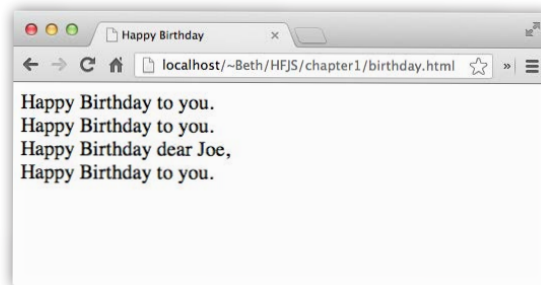 Happy Birthday
localhost/~Beth/HFJS/chapter1/birthday.html
Happy Birthday to you.
Happy Birthday to you.
Happy Birthday dear Joe,
Happy Birthday to you.